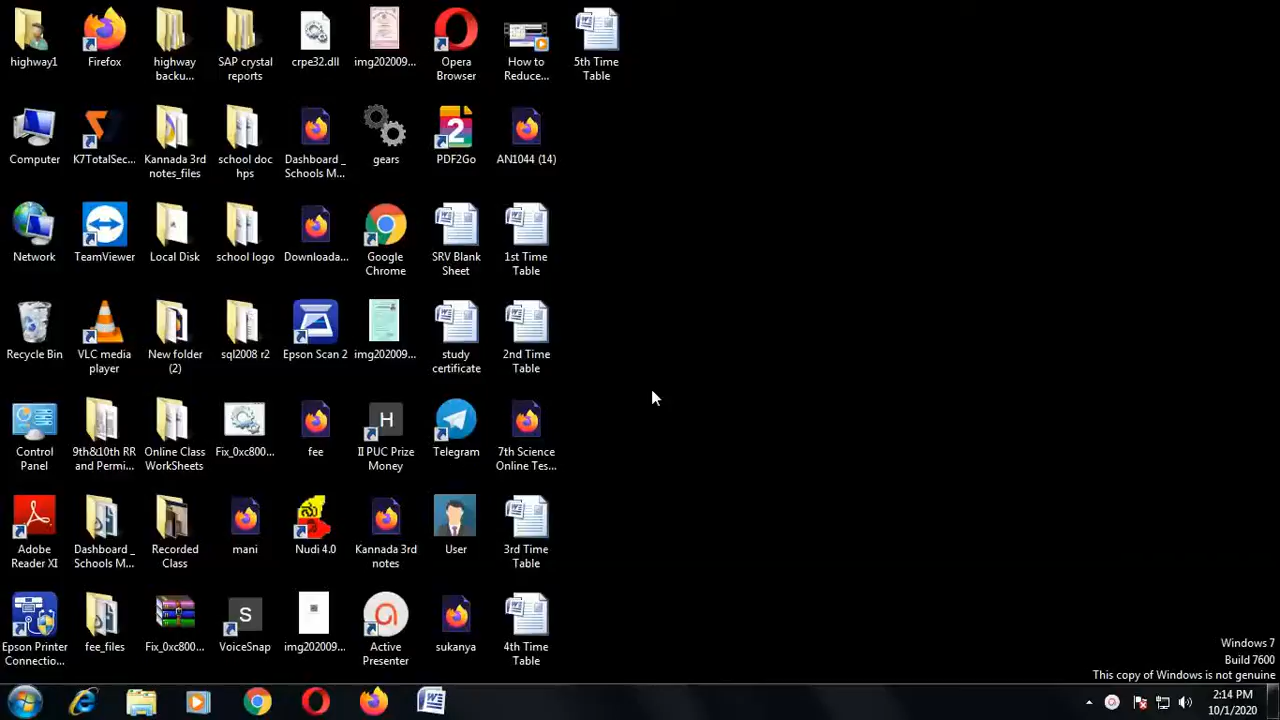 highway1
Firefox
highway
backu...
SAP crystal
reports
crpe32.dll
img202009...
Opera
Browser
How to
Reduce...
5th Time
Table
Computer
K7TotalSec...
Kannada 3rd
notes_files
school doc
hps
Dashboard _
Schools M...
gears
2
PDF2Go
AN1044 (14)
Network
TeamViewer
Local Disk
school logo
Downloada...
Google
Chrome
SRV Blank
Sheet
1st Time
Table
Recycle Bin
VLC media
player
New folder
(2)
sql2008 r2
Epson Scan 2
img202009...
study
certificate
2nd Time
Table
Control
Panel
9th&10th RR
and Permi...
Online Class
WorkSheets
Fix_0xc800...
fee
H
II PUC Prize
Money
Telegram
7th Science
Online Tes...
Adobe
Reader XI
Dashboard _
Schools M...
Recorded
Class
mani
ನು
Nudi 4.0
Kannada 3rd
notes
User
3rd Time
Table
Epson Printer
Connectio...
fee_files
Fix_0xc800...
S
VoiceSnap
img202009...
Active
Presenter
sukanya
4th Time
Table
Windows 7
Build 7600
This copy of Windows is not genuine
2:14 PM
10/1/2020